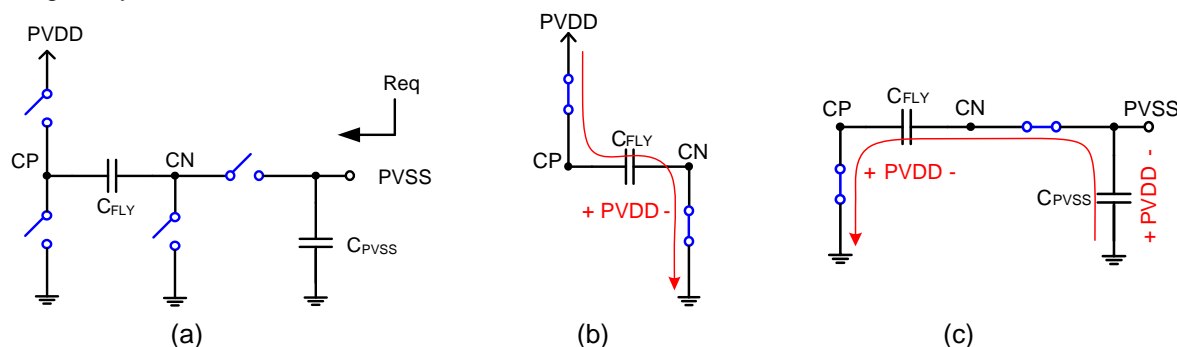 PVDD
Req
CP
CN
PVSS
CFLY
CPVSS
(a)
PVDD
CFLY
CP
CN
+ PVDD -
(b)
CFLY
CP
CN
PVSS
+ PVDD -
CPVSS
+ PVDD -
(c)